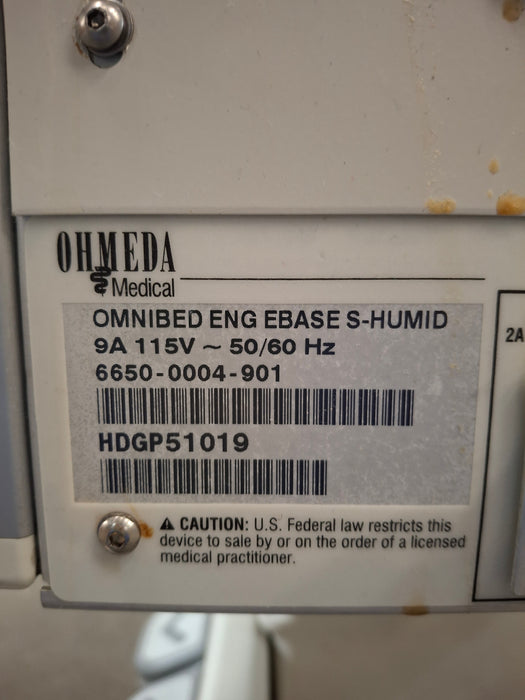 OHMEDA
Medical
OMNIBED ENG EBASE S-HUMID
9A 115V ~ 50/60 Hz
6650-0004-901
HDGP51019
⚠ CAUTION: U.S. Federal law restricts this
device to sale by or on the order of a licensed
medical practitioner.
2A